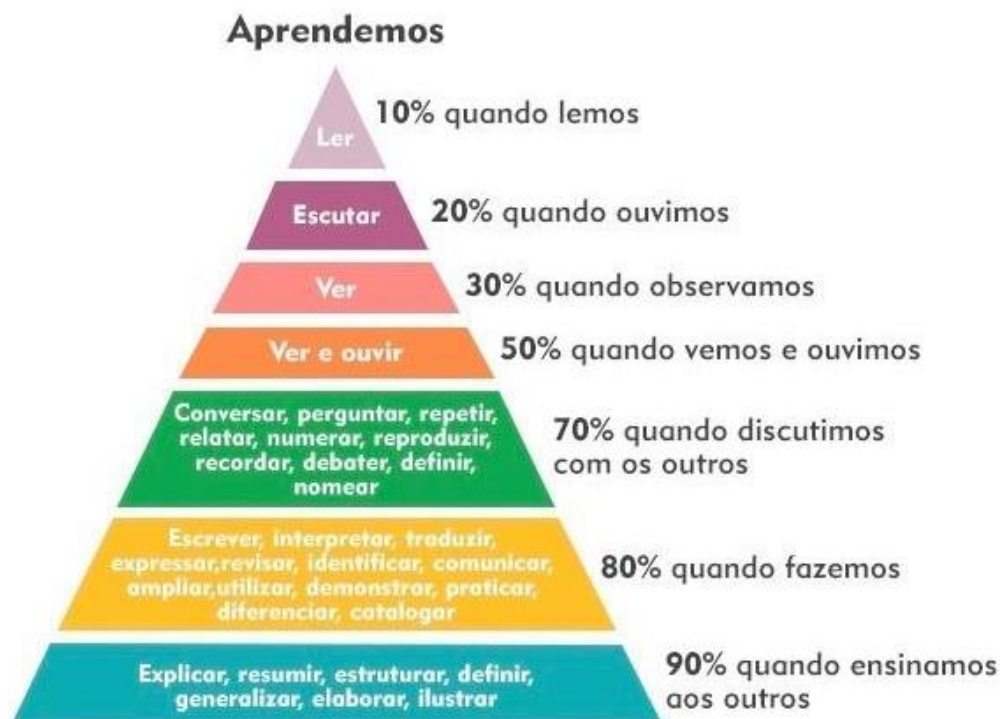 Aprendemos
Ler
10% quando lemos
Escutar
20% quando ouvimos
Ver
30% quando observamos
Ver e ouvir
50% quando vemos e ouvimos
Conversar, perguntar, repetir,
relatar, numerar, reproduzir,
recordar, debater, definir,
nomear
70% quando discutimos
com os outros
Escrever, interpretar, traduzir,
expressar,revisar, identificar, comunicar,
ampliar,utilizar, demonstrar, praticar,
diferenciar, catalogar
80% quando fazemos
Explicar, resumir, estruturar, definir,
generalizar, elaborar, ilustrar
90% quando ensinamos
aos outros